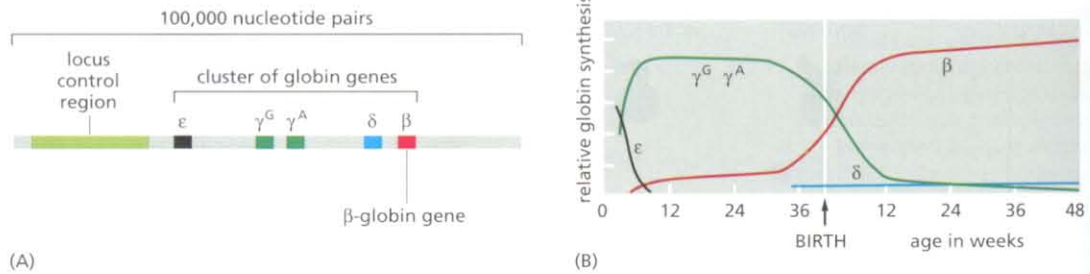 100,000 nucleotide pairs
locus
control
region
cluster of globin genes
ε γᴳ γᴬ δ β
β-globin gene
(A)
(B)
relative globin synthesis
γᴳ γᴬ
β
ε
δ
0 12 24 36 12 24 36 48
BIRTH age in weeks